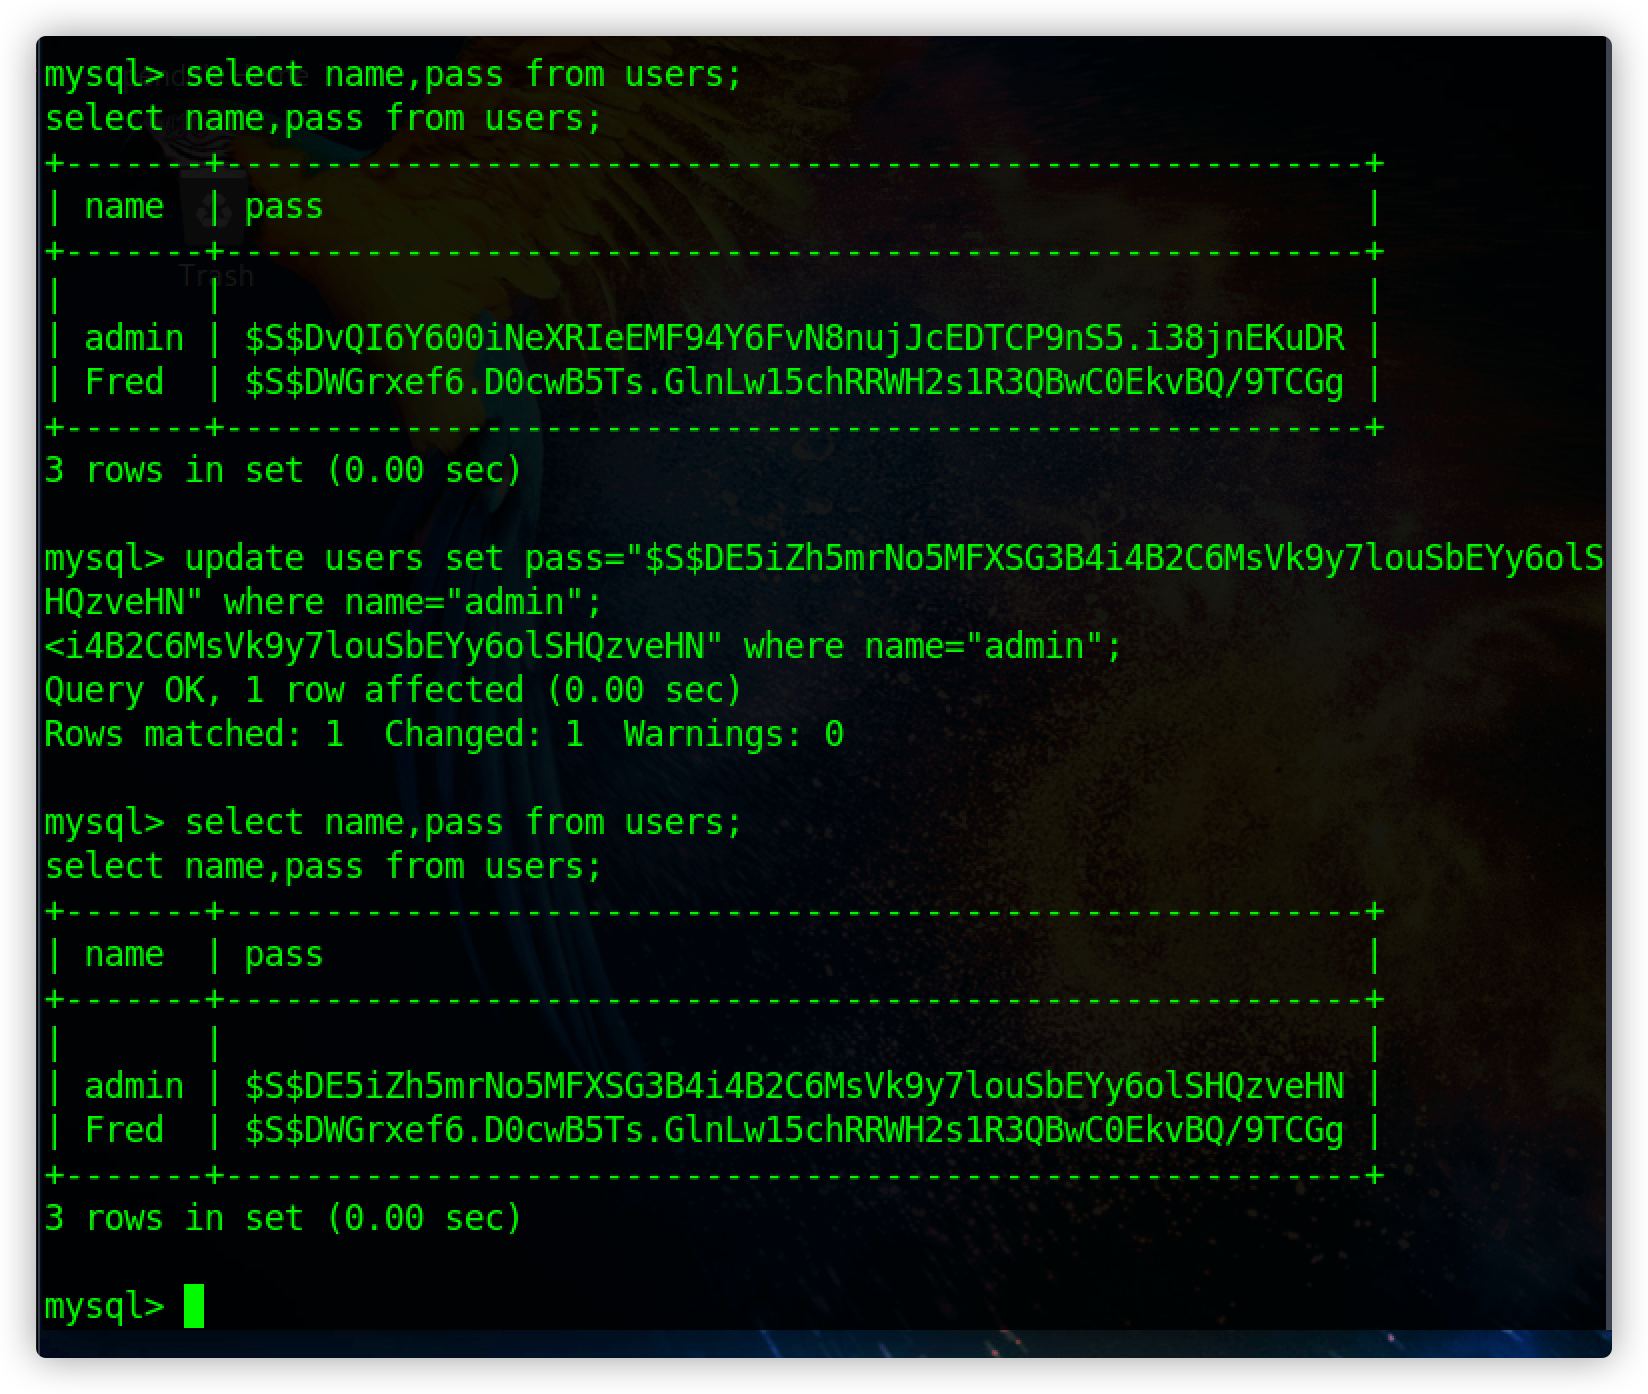 mysql> select name,pass from users;
select name,pass from users;
+-------+---------------------------------------------------------+
| name  | pass                                                    |
+-------+---------------------------------------------------------+
|       |                                                         |
| admin | $S$DvQI6Y600iNeXRIeEMF94Y6FvN8nujJcEDTCP9nS5.i38jnEKuDR |
| Fred  | $S$DWGrxef6.D0cwB5Ts.GlnLw15chRRWH2s1R3QBwC0EkvBQ/9TCGg |
+-------+---------------------------------------------------------+
3 rows in set (0.00 sec)
mysql> update users set pass="$S$DE5iZh5mrNo5MFXSG3B4i4B2C6MsVk9y7louSbEYy6olS
HQzveHN" where name="admin";
<i4B2C6MsVk9y7louSbEYy6olSHQzveHN" where name="admin";
Query OK, 1 row affected (0.00 sec)
Rows matched: 1  Changed: 1  Warnings: 0
mysql> select name,pass from users;
select name,pass from users;
+-------+---------------------------------------------------------+
| name  | pass                                                    |
+-------+---------------------------------------------------------+
|       |                                                         |
| admin | $S$DE5iZh5mrNo5MFXSG3B4i4B2C6MsVk9y7louSbEYy6olSHQzveHN |
| Fred  | $S$DWGrxef6.D0cwB5Ts.GlnLw15chRRWH2s1R3QBwC0EkvBQ/9TCGg |
+-------+---------------------------------------------------------+
3 rows in set (0.00 sec)
mysql>
Trash